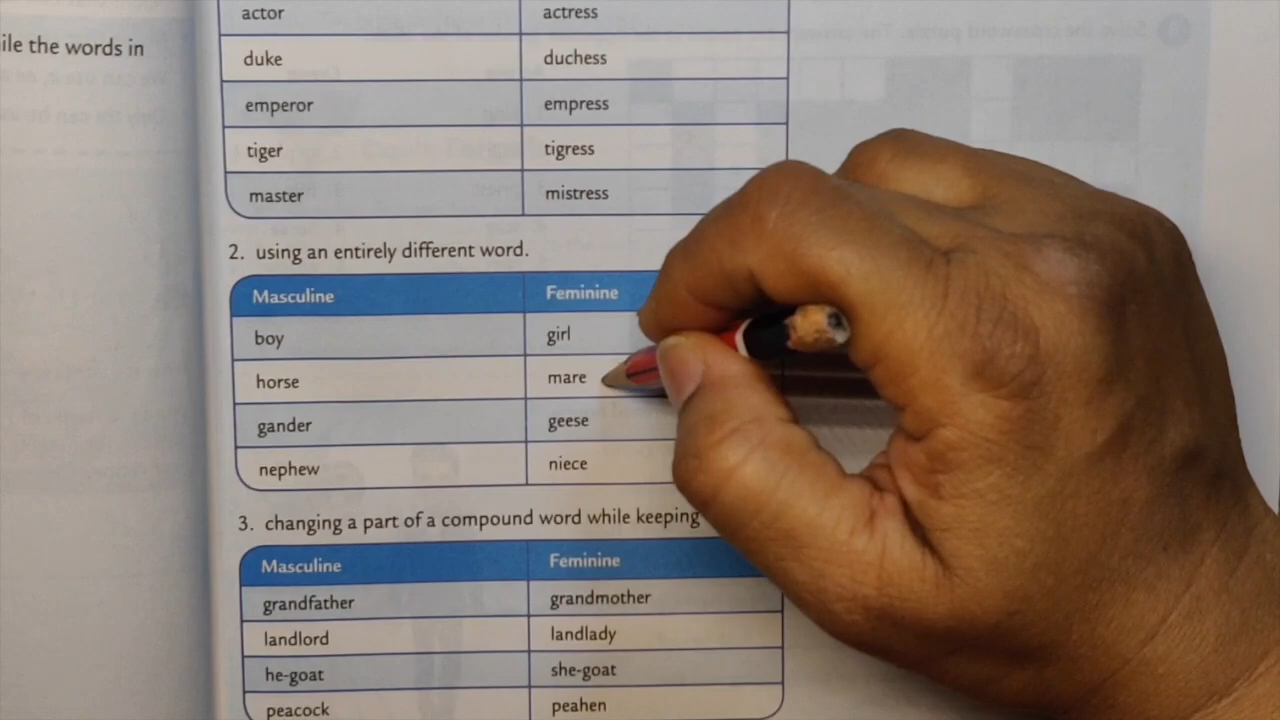 ile the words in
actor actress
duke duchess
emperor empress
tiger tigress
master mistress
2. using an entirely different word.
Masculine Feminine
boy girl
horse mare
gander geese
nephew niece
3. changing a part of a compound word while keeping
Masculine Feminine
grandfather grandmother
landlord landlady
he-goat she-goat
peacock peahen